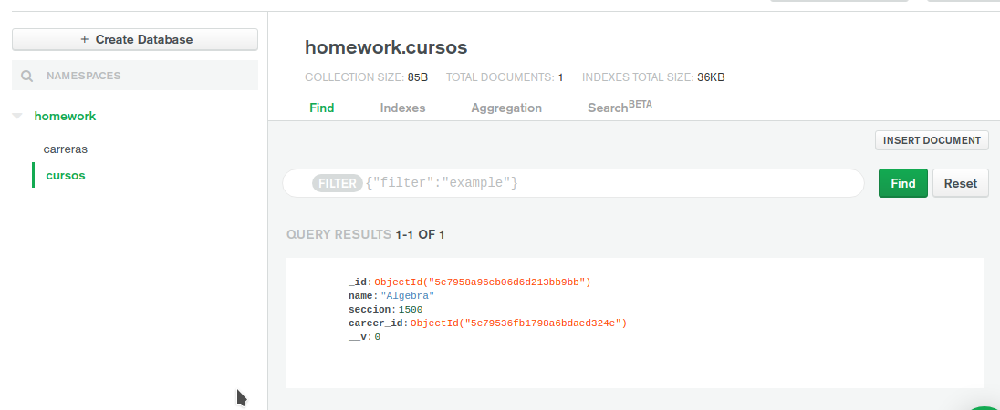 + Create Database
NAMESPACES
homework
carreras
cursos
homework.cursos
COLLECTION SIZE: 85B TOTAL DOCUMENTS: 1 INDEXES TOTAL SIZE: 36KB
Find Indexes Aggregation Search BETA
INSERT DOCUMENT
FILTER {"filter":"example"} Find Reset
QUERY RESULTS 1-1 OF 1
_id: ObjectId("5e7958a96cb06d6d213bb9bb")
name: "Algebra"
seccion: 1500
career_id: ObjectId("5e79536fb1798a6bdaed324e")
__v: 0